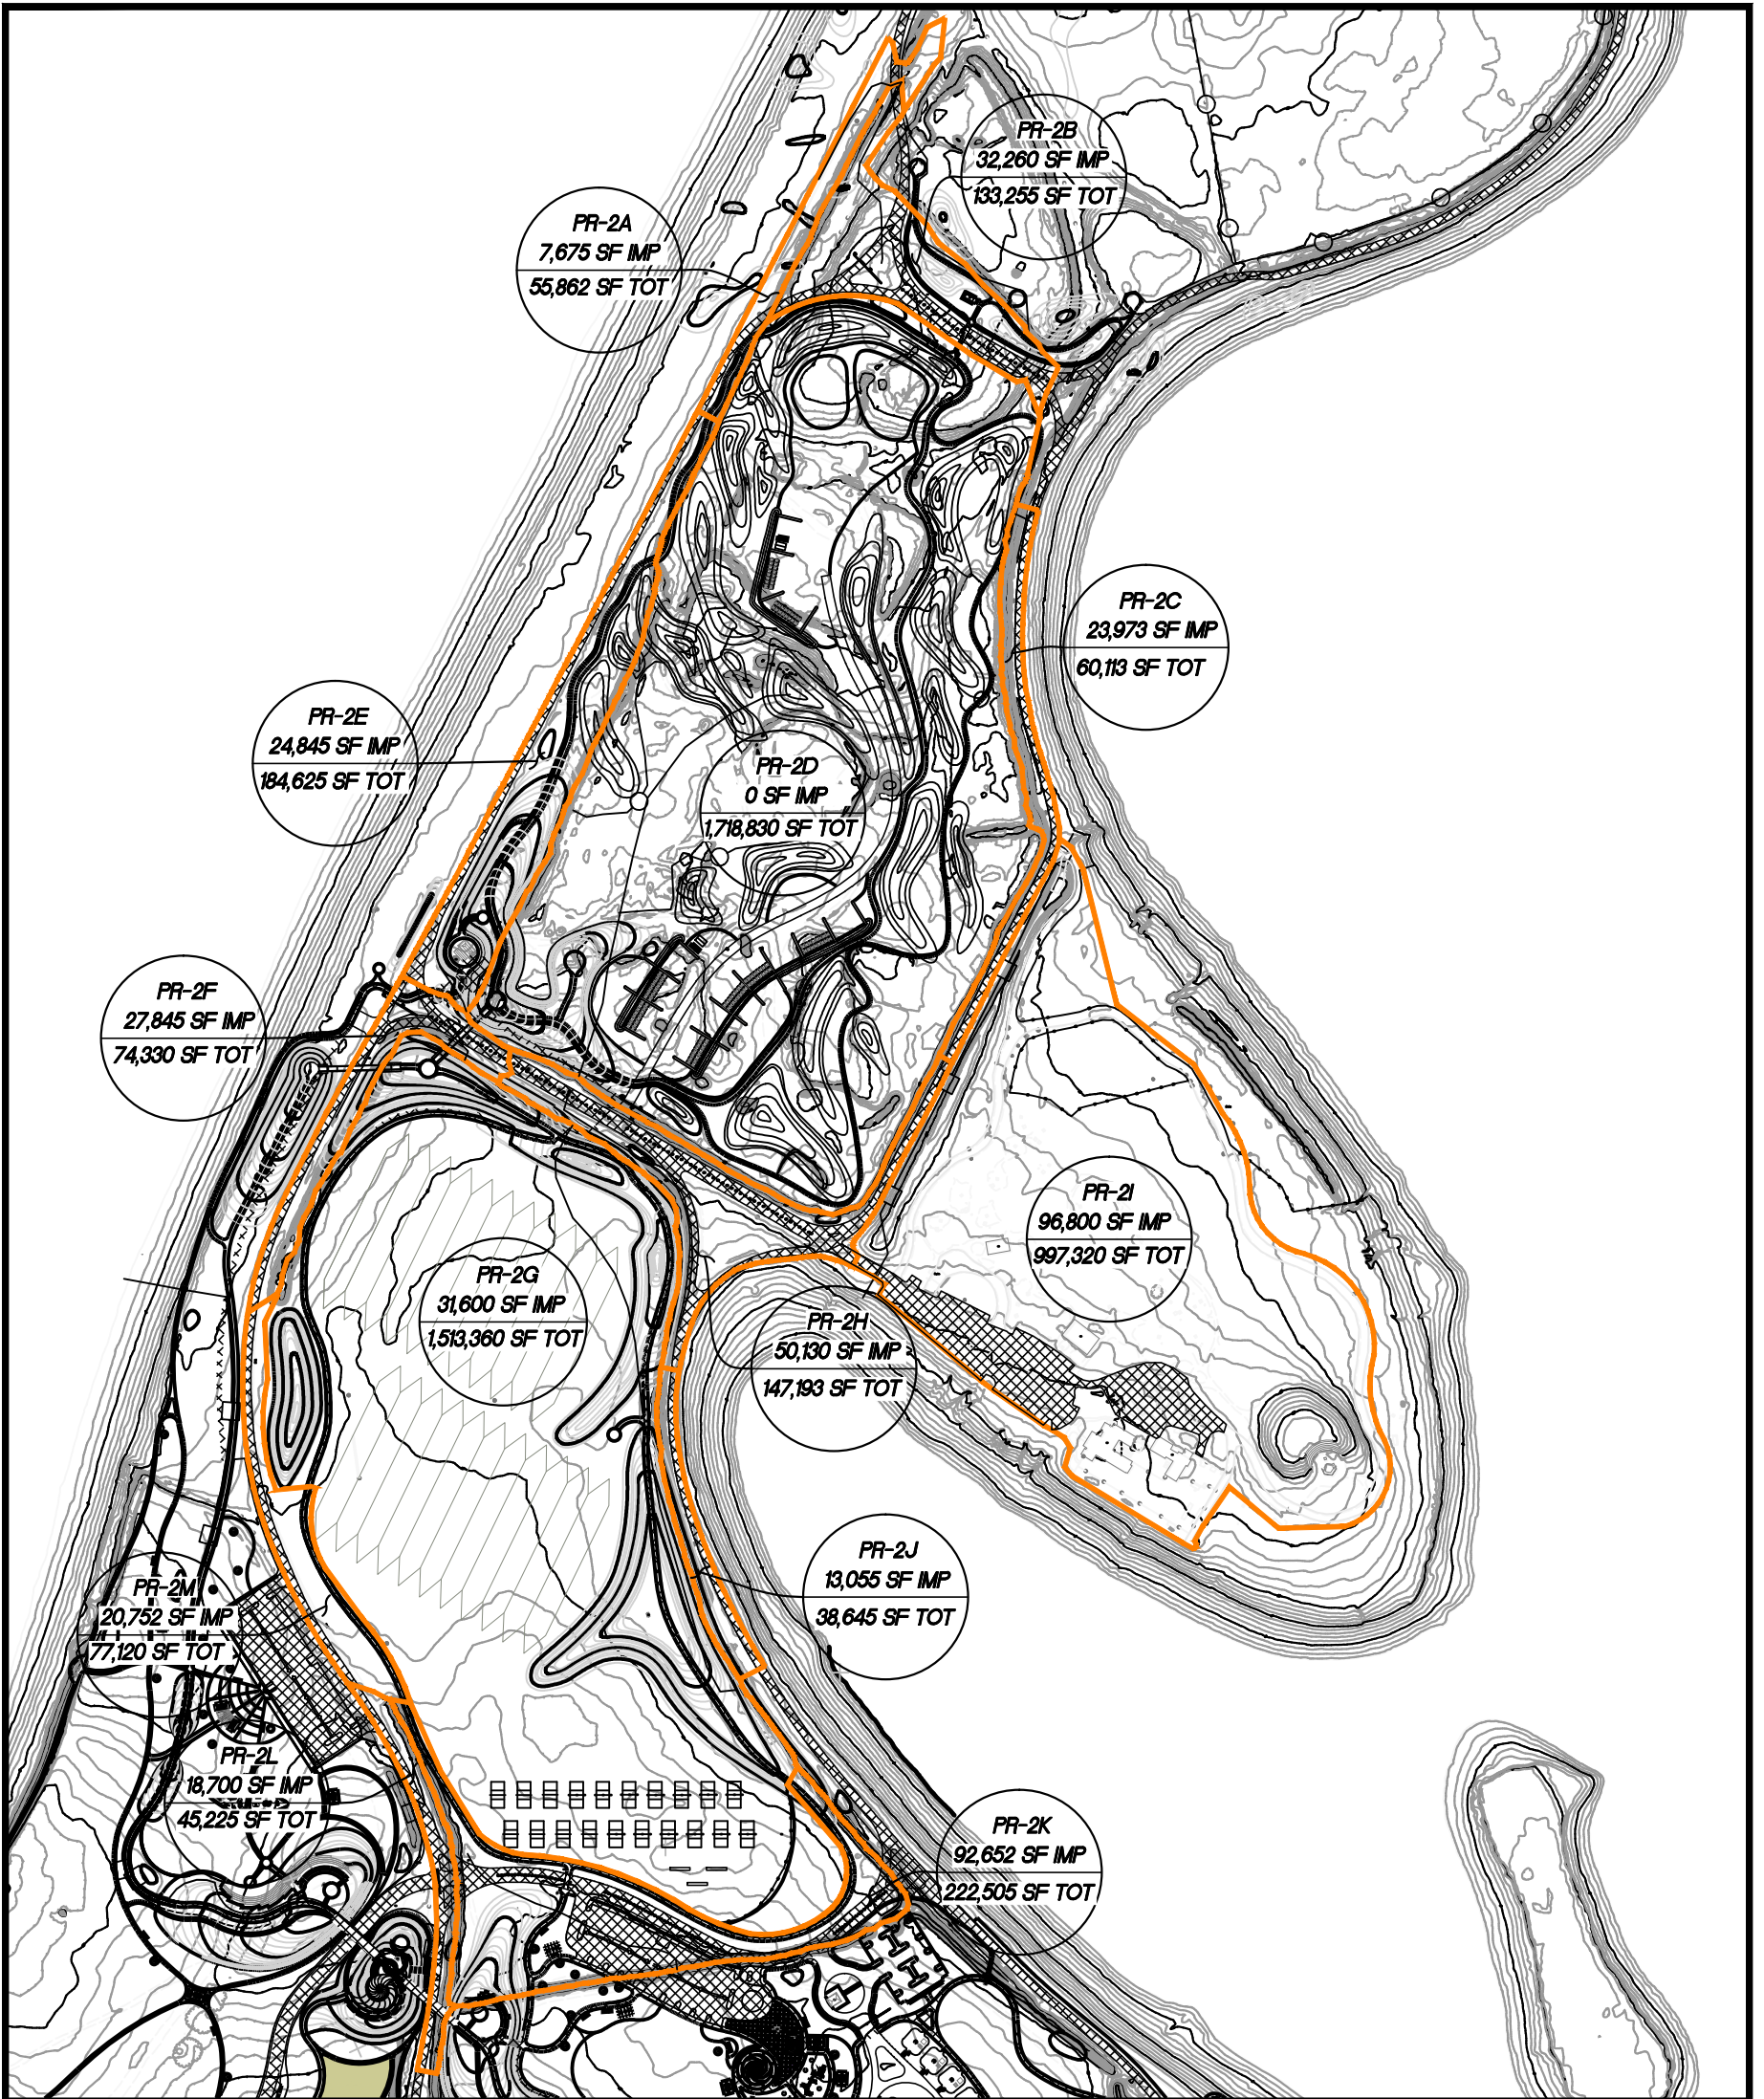 PR-2B
32,260 SF IMP
133,255 SF TOT
PR-2A
7,675 SF IMP
55,862 SF TOT
PR-2C
23,973 SF IMP
60,113 SF TOT
PR-2E
24,845 SF IMP
184,625 SF TOT
PR-2D
0 SF IMP
1,718,830 SF TOT
PR-2F
27,845 SF IMP
74,330 SF TOT
PR-2I
96,800 SF IMP
997,320 SF TOT
PR-2G
31,600 SF IMP
1,513,360 SF TOT
PR-2H
50,130 SF IMP
147,193 SF TOT
PR-2J
13,055 SF IMP
38,645 SF TOT
PR-2M
20,752 SF IMP
77,120 SF TOT
PR-2L
18,700 SF IMP
45,225 SF TOT
PR-2K
92,652 SF IMP
222,505 SF TOT